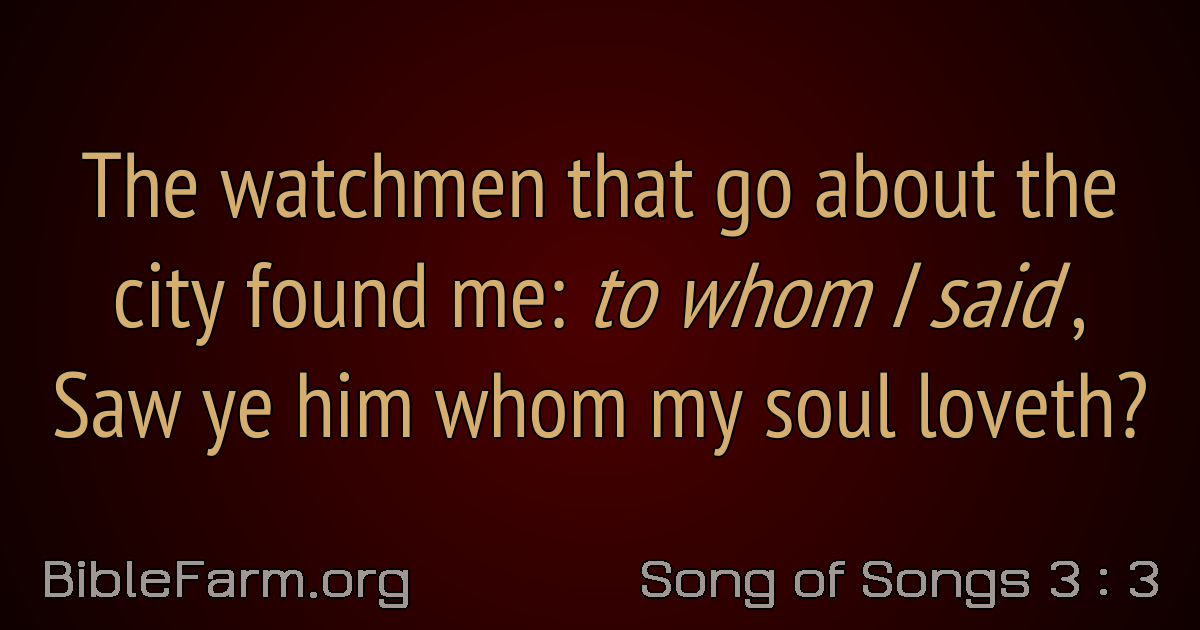 The watchmen that go about the
city found me: to whom I said ,
Saw ye him whom my soul loveth?
BibleFarm.org
Song of Songs 3 : 3